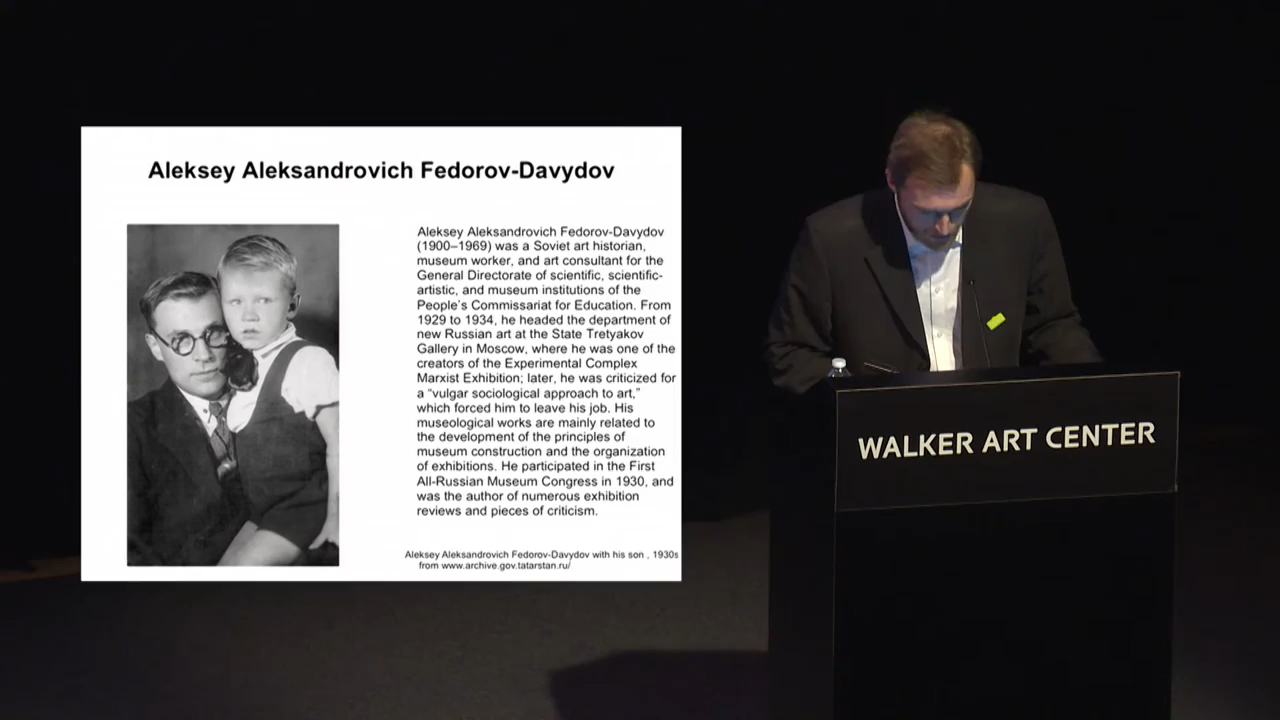 Aleksey Aleksandrovich Fedorov-Davydov
Aleksey Aleksandrovich Fedorov-Davydov
(1900–1969) was a Soviet art historian,
museum worker, and art consultant for the
General Directorate of scientific, scientific-
artistic, and museum institutions of the
People's Commissariat for Education. From
1929 to 1934, he headed the department of
new Russian art at the State Tretyakov
Gallery in Moscow, where he was one of the
creators of the Experimental Complex
Marxist Exhibition; later, he was criticized for
a “vulgar sociological approach to art,”
which forced him to leave his job. His
museological works are mainly related to
the development of the principles of
museum construction and the organization
of exhibitions. He participated in the First
All-Russian Museum Congress in 1930, and
was the author of numerous exhibition
reviews and pieces of criticism.
Aleksey Aleksandrovich Fedorov-Davydov with his son , 1930s
from www.archive.gov.tatarstan.ru/
WALKER ART CENTER